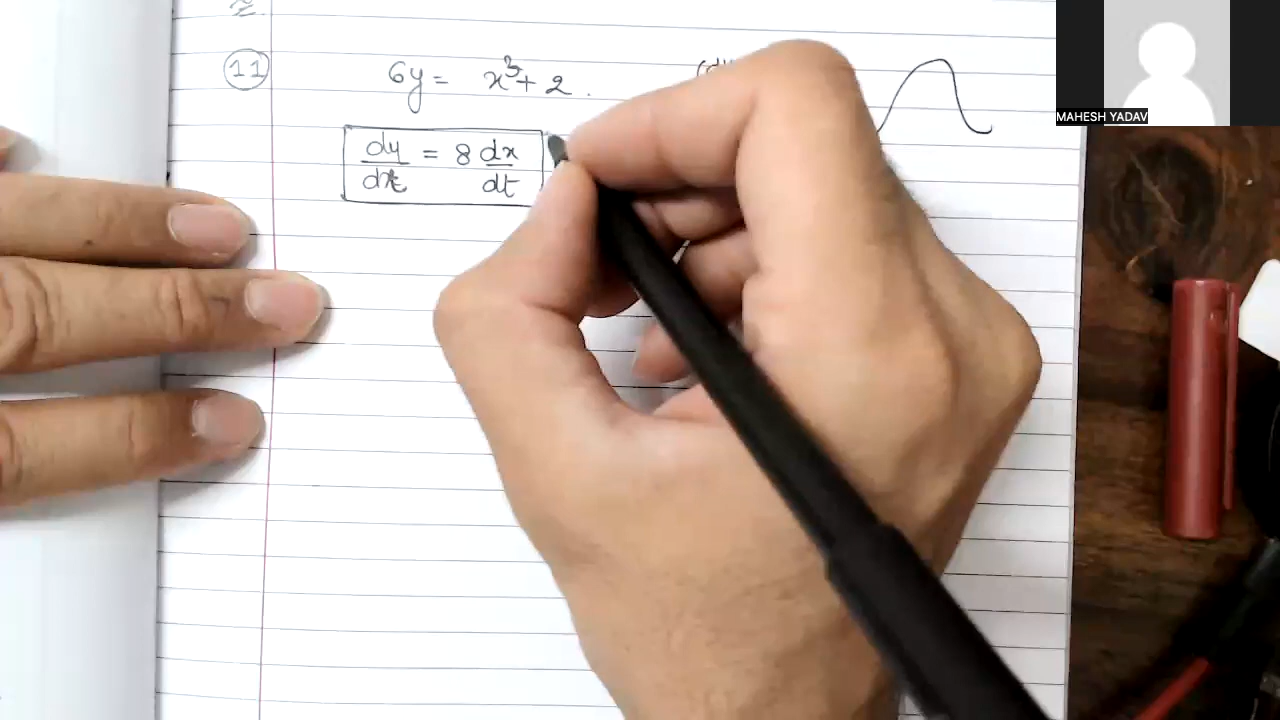 11 6y = x³ + 2 .
dy/dt = 8 dx/dt
MAHESH YADAV